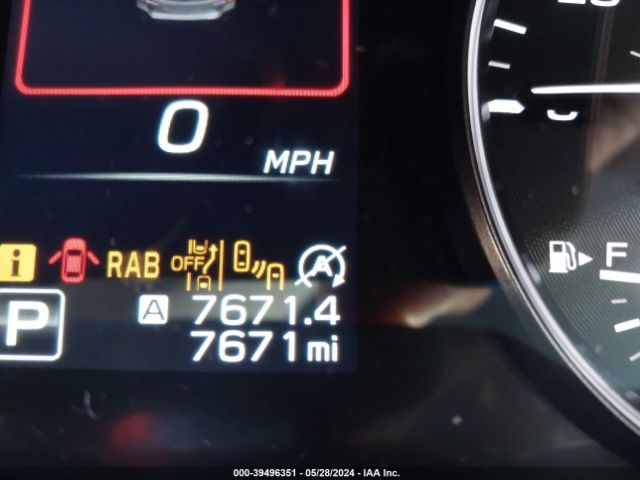 0
MPH
i RAB OFF A
P A 7671.4
7671 mi
F
000-39496351 - 05/28/2024 - IAA Inc.